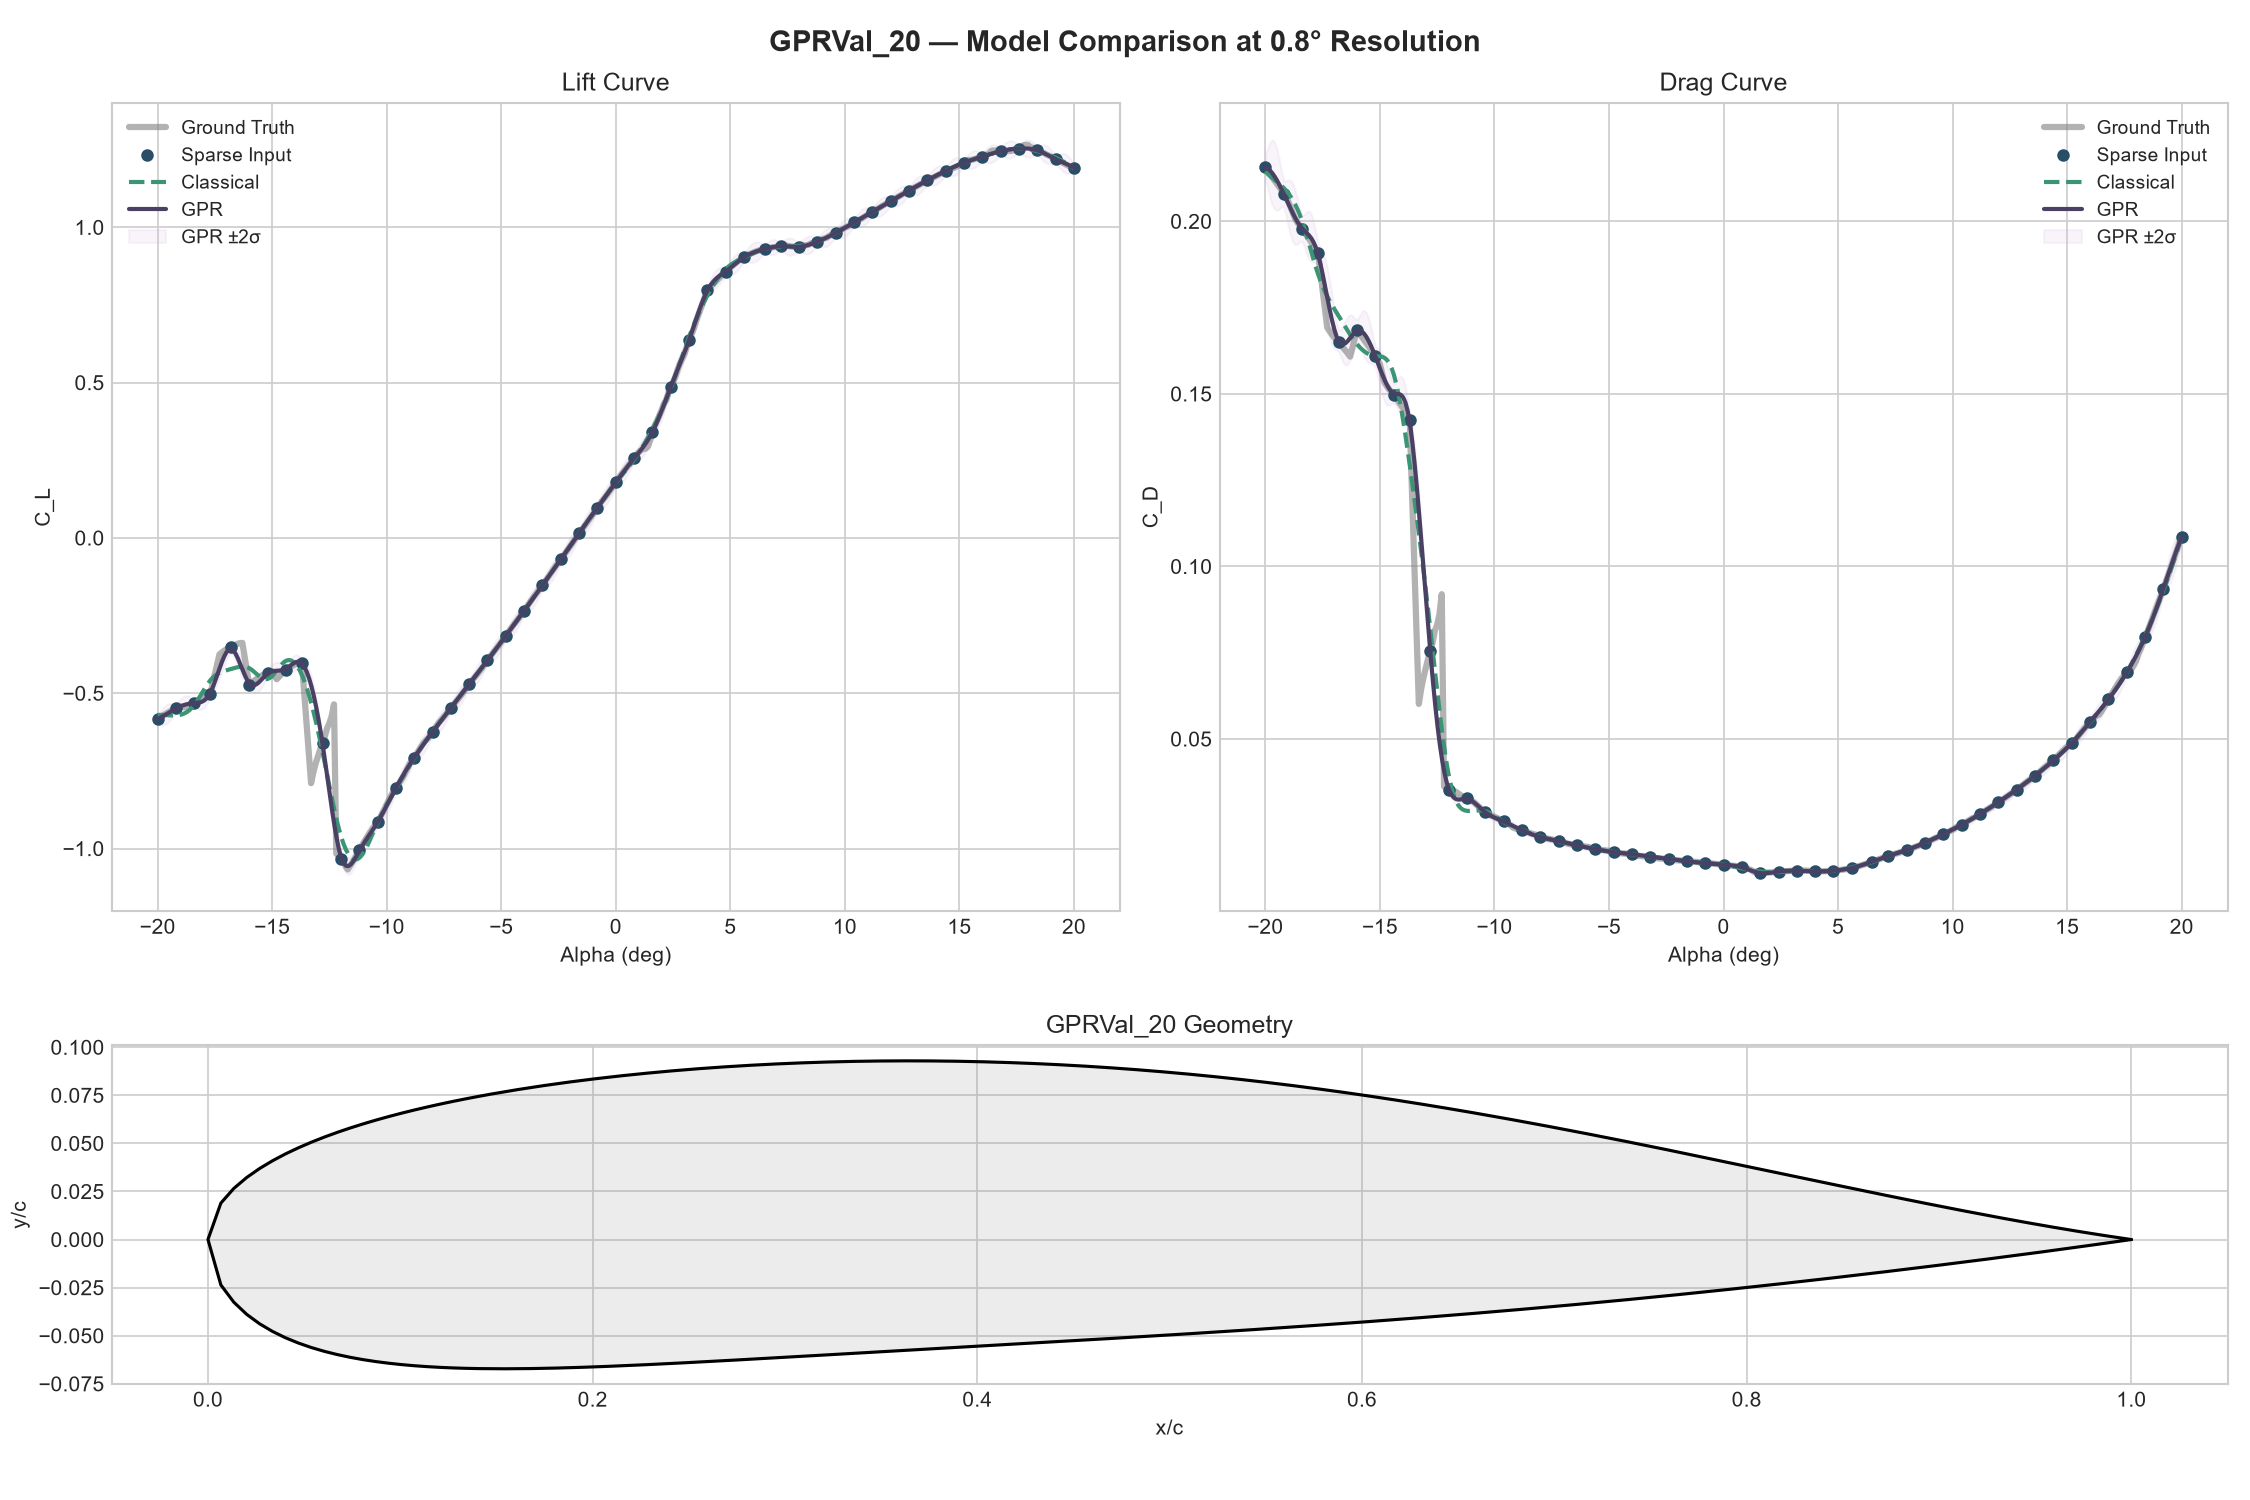 GPRVal_20 — Model Comparison at 0.8° Resolution
Lift Curve
Ground Truth
Sparse Input
Classical
GPR
GPR ±2σ
C_L
1.0
0.5
0.0
−0.5
−1.0
−20 −15 −10 −5 0 5 10 15 20
Alpha (deg)
Drag Curve
Ground Truth
Sparse Input
Classical
GPR
GPR ±2σ
C_D
0.20
0.15
0.10
0.05
−20 −15 −10 −5 0 5 10 15 20
Alpha (deg)
GPRVal_20 Geometry
y/c
0.100
0.075
0.050
0.025
0.000
−0.025
−0.050
−0.075
0.0 0.2 0.4 0.6 0.8 1.0
x/c